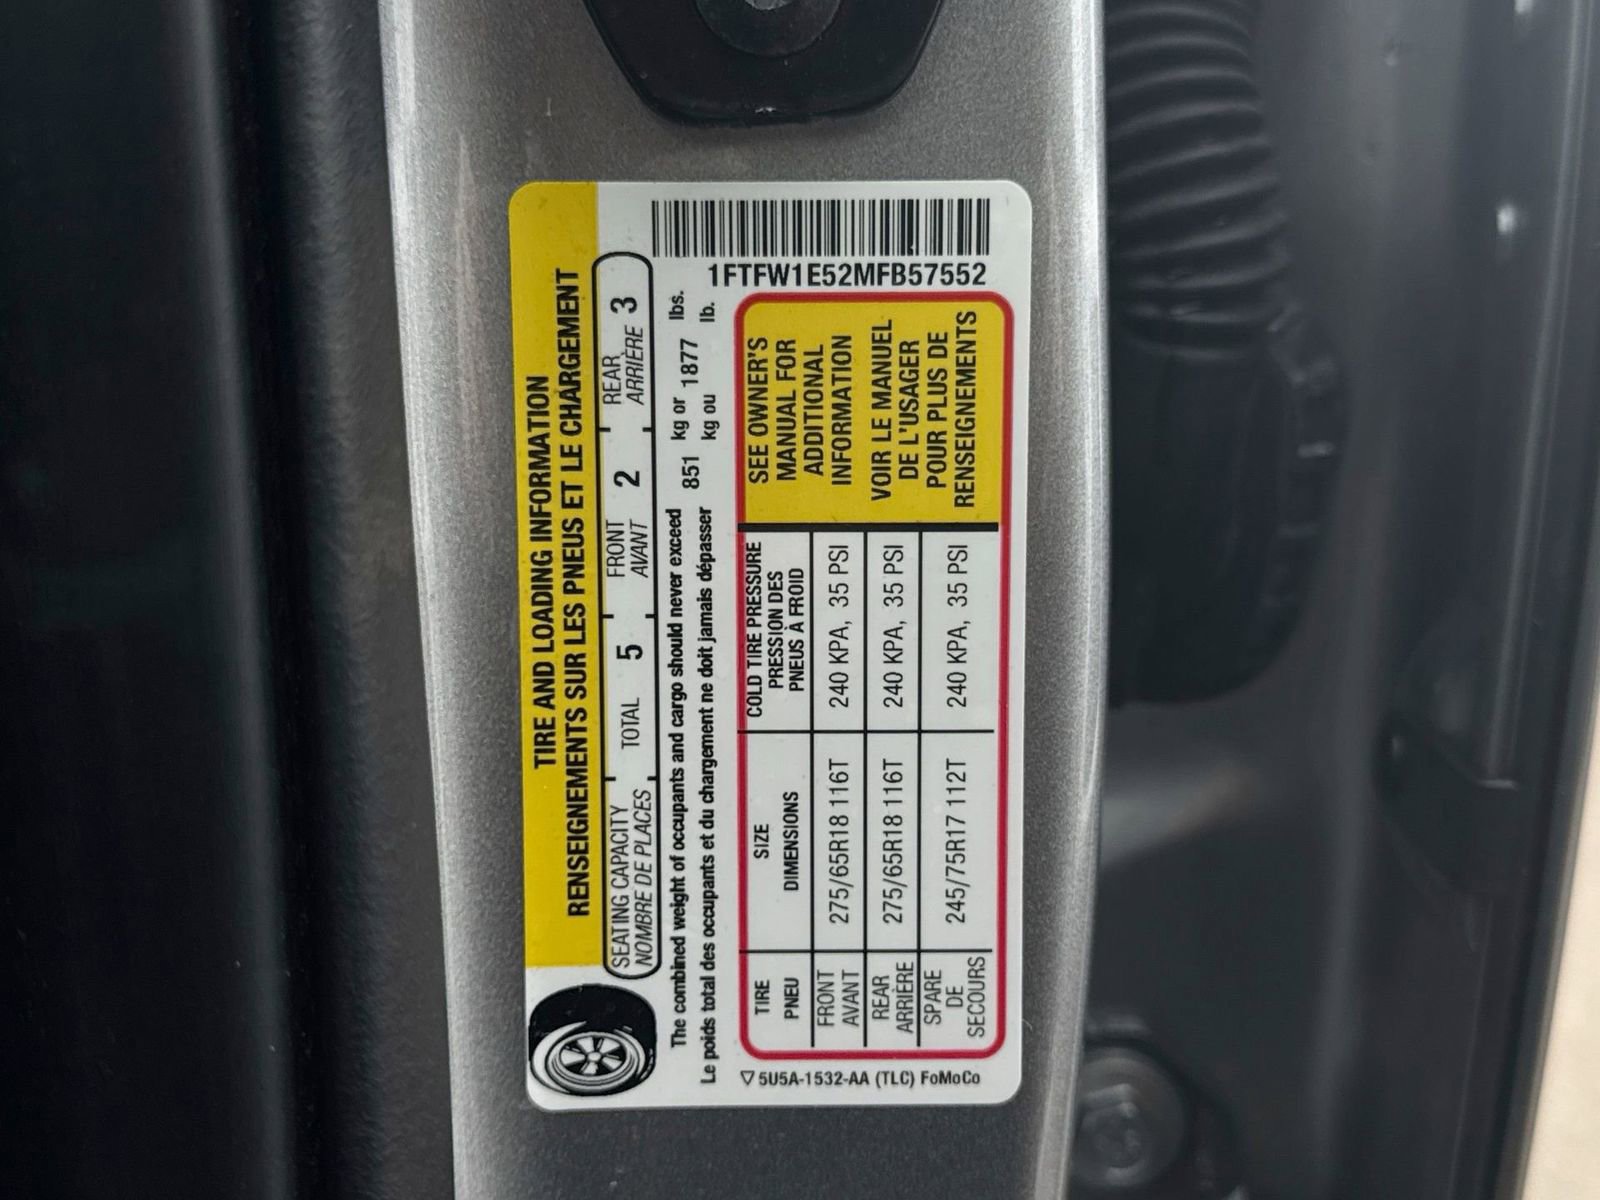 1FTFW1E52MFB57552
TIRE AND LOADING INFORMATION
RENSEIGNEMENTS SUR LES PNEUS ET LE CHARGEMENT
SEATING CAPACITY TOTAL 5 FRONT 2 REAR 3
NOMBRE DE PLACES AVANT ARRIÈRE
The combined weight of occupants and cargo should never exceed 851 kg or 1877 lbs.
Le poids total des occupants et du chargement ne doit jamais dépasser kg ou lb.
TIRE SIZE COLD TIRE PRESSURE
PNEU DIMENSIONS PRESSION DES
PNEUS À FROID
FRONT 275/65R18 116T 240 KPA, 35 PSI
AVANT
REAR 275/65R18 116T 240 KPA, 35 PSI
ARRIÈRE
SPARE 245/75R17 112T 240 KPA, 35 PSI
DE
SECOURS
SEE OWNER'S
MANUAL FOR
ADDITIONAL
INFORMATION
VOIR LE MANUEL
DE L'USAGER
POUR PLUS DE
RENSEIGNEMENTS
▽5U5A-1532-AA (TLC) FoMoCo